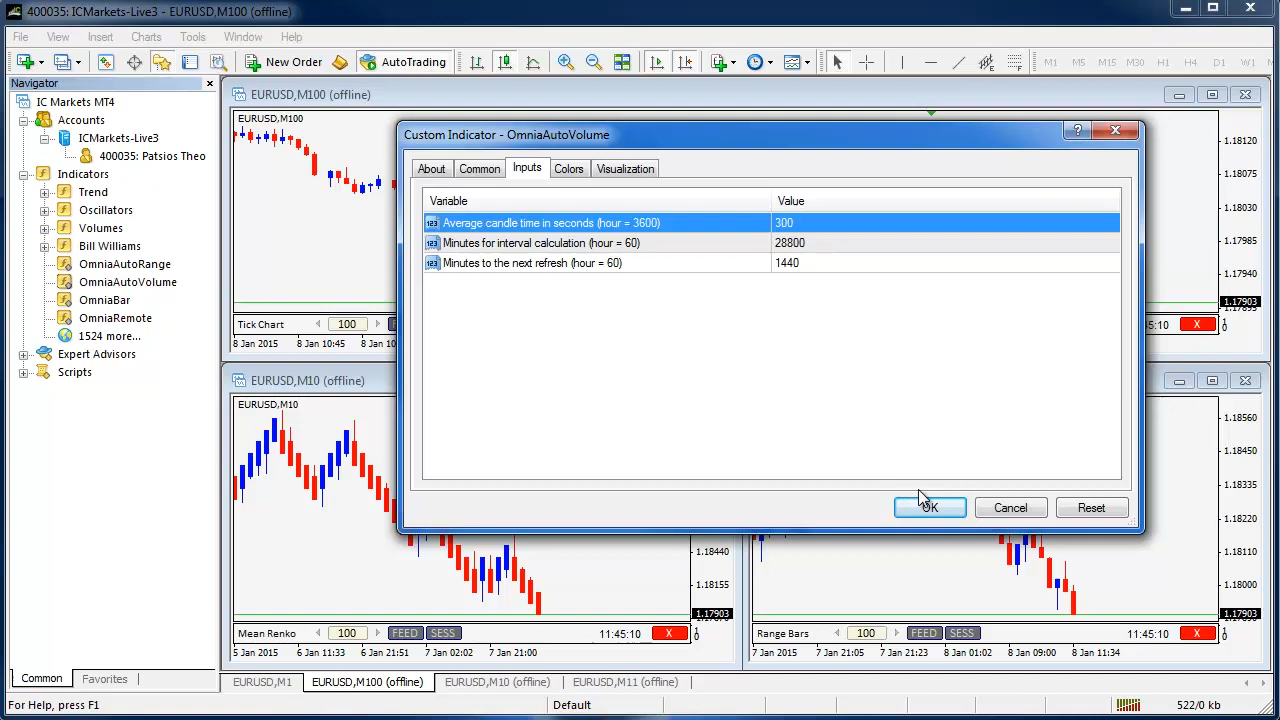 400035: ICMarkets-Live3 - EURUSD,M100 (offline)
File View Insert Charts Tools Window Help
New Order AutoTrading M1 M5 M15 M30 H1 H4 D1 W1
Navigator
IC Markets MT4
Accounts
ICMarkets-Live3
400035: Patsios Theo
Indicators
Trend
Oscillators
Volumes
Bill Williams
OmniaAutoRange
OmniaAutoVolume
OmniaBar
OmniaRemote
1524 more...
Expert Advisors
Scripts
Common Favorites
EURUSD,M100 (offline)
EURUSD,M100
1.18110
1.18075
1.18030
1.17985
1.17940
1.17903
Tick Chart 100
45:10 X
8 Jan 2015 8 Jan 10:45 8 Jan 10
Custom Indicator - OmniaAutoVolume
About Common Inputs Colors Visualization
Variable Value
Average candle time in seconds (hour = 3600) 300
Minutes for interval calculation (hour = 60) 28800
Minutes to the next refresh (hour = 60) 1440
OK Cancel Reset
EURUSD,M10 (offline)
EURUSD,M10
1.18440
1.18155
1.17903
Mean Renko 100 FEED SESS 11:45:10 X
5 Jan 2015 6 Jan 11:33 6 Jan 21:51 7 Jan 02:02 7 Jan 21:00
1.18560
1.18450
1.18335
1.18220
1.18110
1.18000
1.17903
Range Bars 100 FEED SESS 11:45:10 X
7 Jan 2015 7 Jan 21:05 7 Jan 21:23 8 Jan 01:02 8 Jan 09:00 8 Jan 11:34
EURUSD,M1 EURUSD,M100 (offline) EURUSD,M10 (offline) EURUSD,M11 (offline)
For Help, press F1 Default 522/0 kb